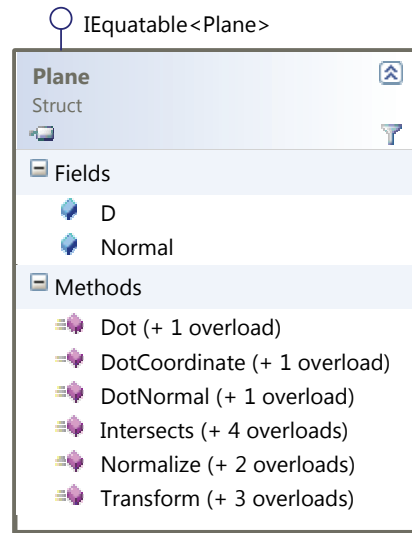 IEquatable<Plane>
Plane
Struct
Fields
D
Normal
Methods
Dot (+ 1 overload)
DotCoordinate (+ 1 overload)
DotNormal (+ 1 overload)
Intersects (+ 4 overloads)
Normalize (+ 2 overloads)
Transform (+ 3 overloads)